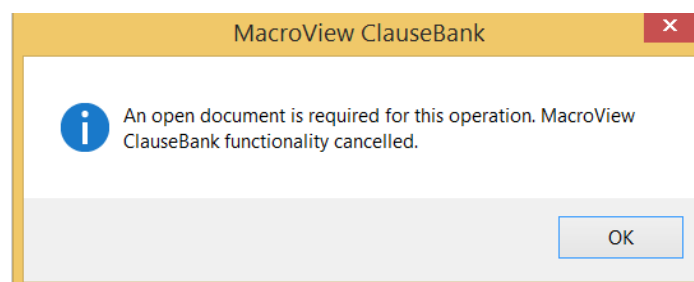 MacroView ClauseBank
An open document is required for this operation. MacroView
ClauseBank functionality cancelled.
OK